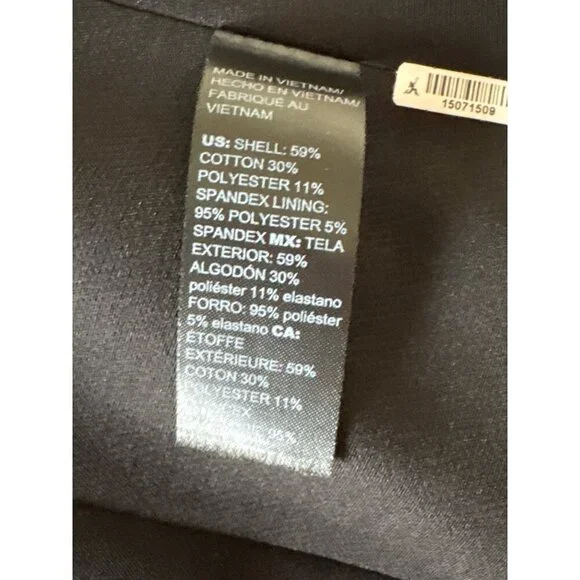 MADE IN VIETNAM/
HECHO EN VIETNAM/
FABRIQUÉ AU
VIETNAM
US: SHELL: 59%
COTTON 30%
POLYESTER 11%
SPANDEX LINING:
95% POLYESTER 5%
SPANDEX MX: TELA
EXTERIOR: 59%
ALGODÓN 30%
poliéster 11% elastano
FORRO: 95% poliéster
5% elastano CA:
ÉTOFFE
EXTÉRIEURE: 59%
COTON 30%
POLYESTER 11%
95%
15071509